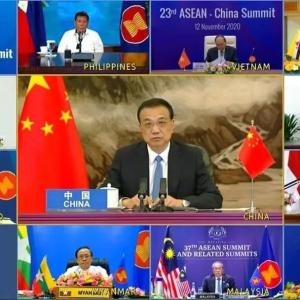 23rd ASEAN - China Summit
12 November 2020
PHILIPPINES
VIETNAM
中国
CHINA
CHINA
37TH ASEAN SUMMIT
AND RELATED SUMMITS
MYANMAR
MALAYSIA